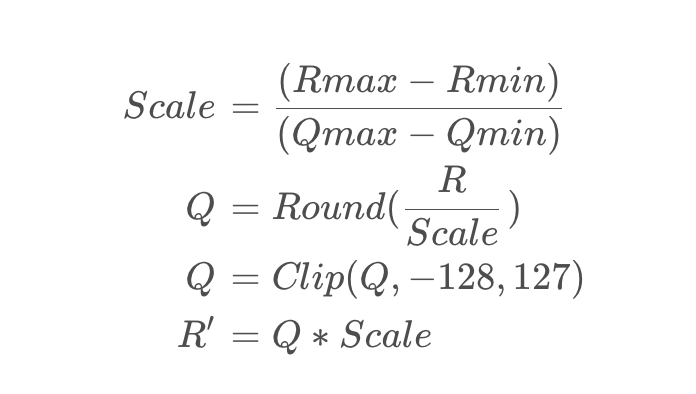 Scale = (Rmax − Rmin) / (Qmax − Qmin)
Q = Round(R / Scale)
Q = Clip(Q, −128, 127)
R′ = Q ∗ Scale